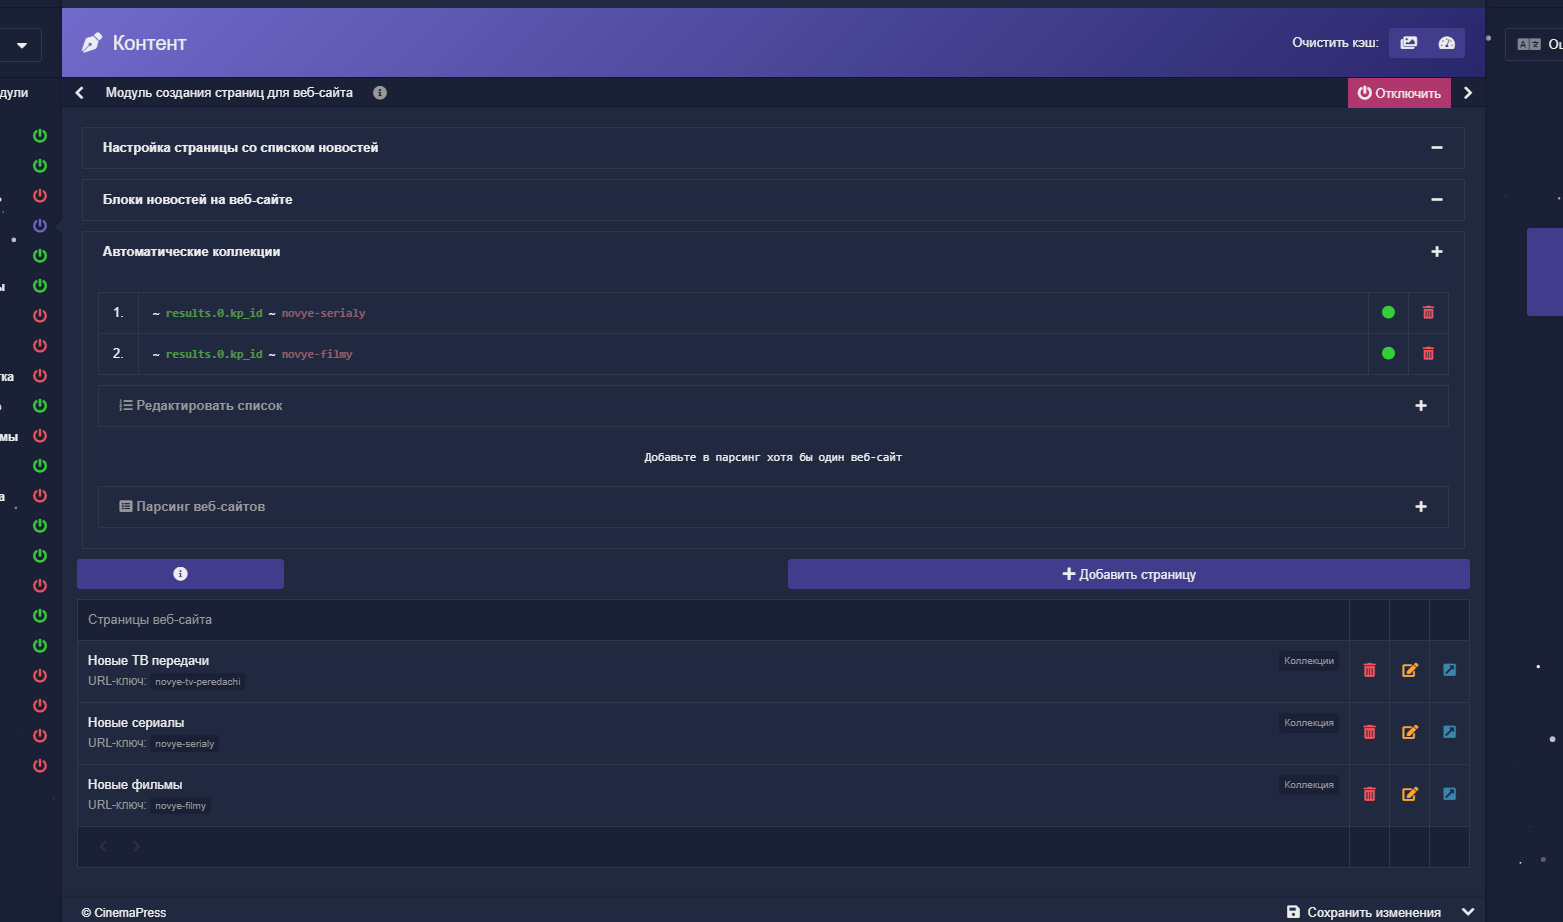 Контент
Очистить кэш:
дули
Модуль создания страниц для веб-сайта
Отключить
Настройка страницы со списком новостей
Блоки новостей на веб-сайте
Автоматические коллекции
1. ~ results.0.kp_id ~ novye-serialy
2. ~ results.0.kp_id ~ novye-filmy
Редактировать список
Добавьте в парсинг хотя бы один веб-сайт
Парсинг веб-сайтов
Добавить страницу
Страницы веб-сайта
Новые ТВ передачи
Коллекции
URL-ключ: novye-tv-peredachi
Новые сериалы
Коллекция
URL-ключ: novye-serialy
Новые фильмы
Коллекция
URL-ключ: novye-filmy
© CinemaPress
Сохранить изменения
ы
тка
мы
а